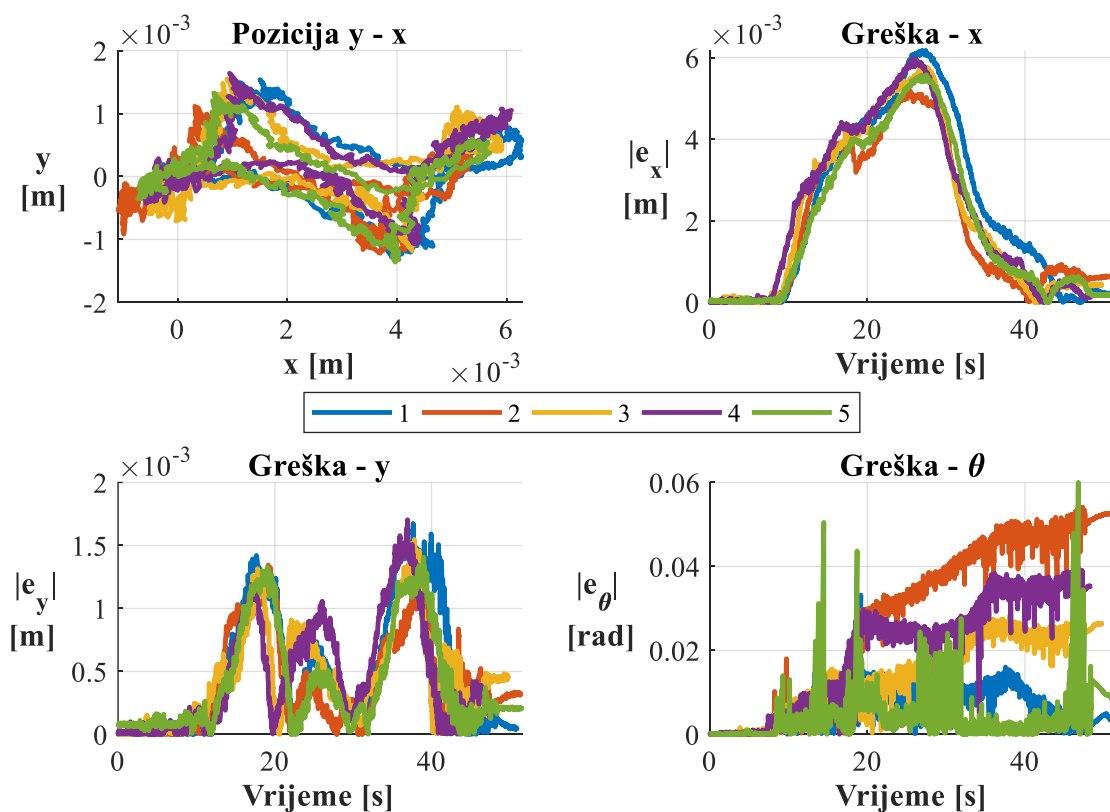 ×10⁻³
Pozicija y - x
2
1
0
-1
-2
y
[m]
0
2
4
6
x [m]
×10⁻³
×10⁻³
Greška - x
6
4
2
0
|eₓ|
[m]
0
20
40
Vrijeme [s]
1 2 3 4 5
×10⁻³
Greška - y
2
1.5
1
0.5
0
|e_y|
[m]
0
20
40
Vrijeme [s]
Greška - θ
0.06
0.04
0.02
0
|e_θ|
[rad]
0
20
40
Vrijeme [s]